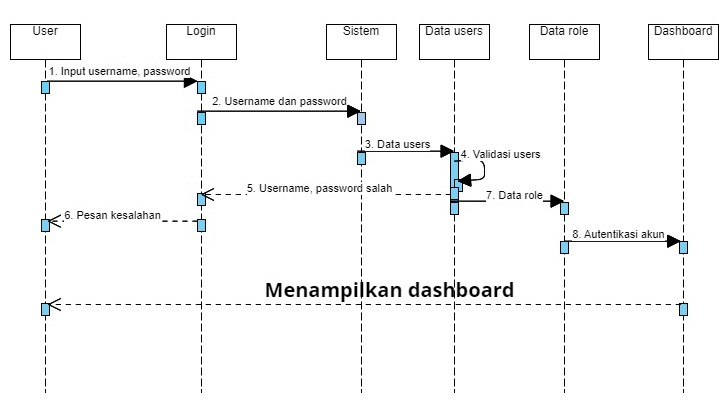 User
Login
Sistem
Data users
Data role
Dashboard
1. Input username, password
2. Username dan password
3. Data users
4. Validasi users
5. Username, password salah
7. Data role
6. Pesan kesalahan
8. Autentikasi akun
Menampilkan dashboard